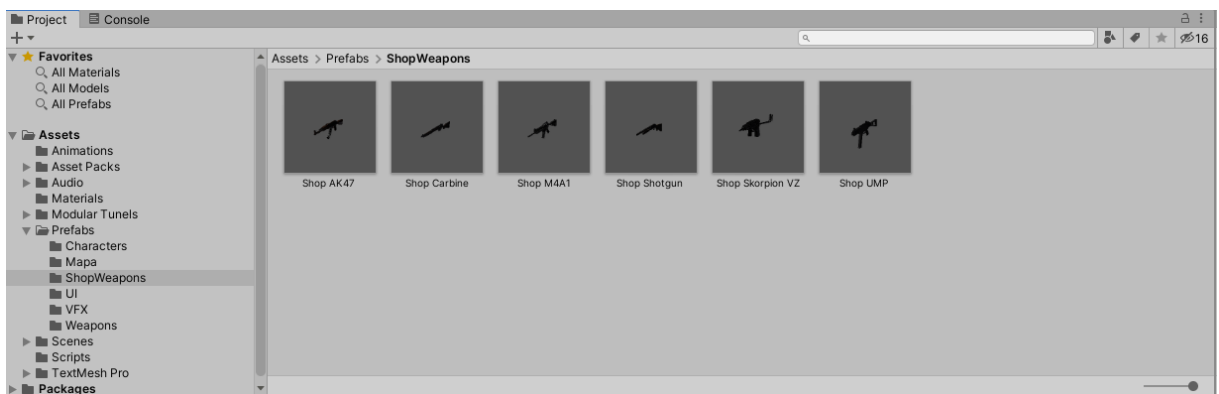 Project
Console
16
Favorites
All Materials
All Models
All Prefabs
Assets
Animations
Asset Packs
Audio
Materials
Modular Tunels
Prefabs
Characters
Mapa
ShopWeapons
UI
VFX
Weapons
Scenes
Scripts
TextMesh Pro
Packages
Assets > Prefabs > ShopWeapons
Shop AK47
Shop Carbine
Shop M4A1
Shop Shotgun
Shop Skorpion VZ
Shop UMP